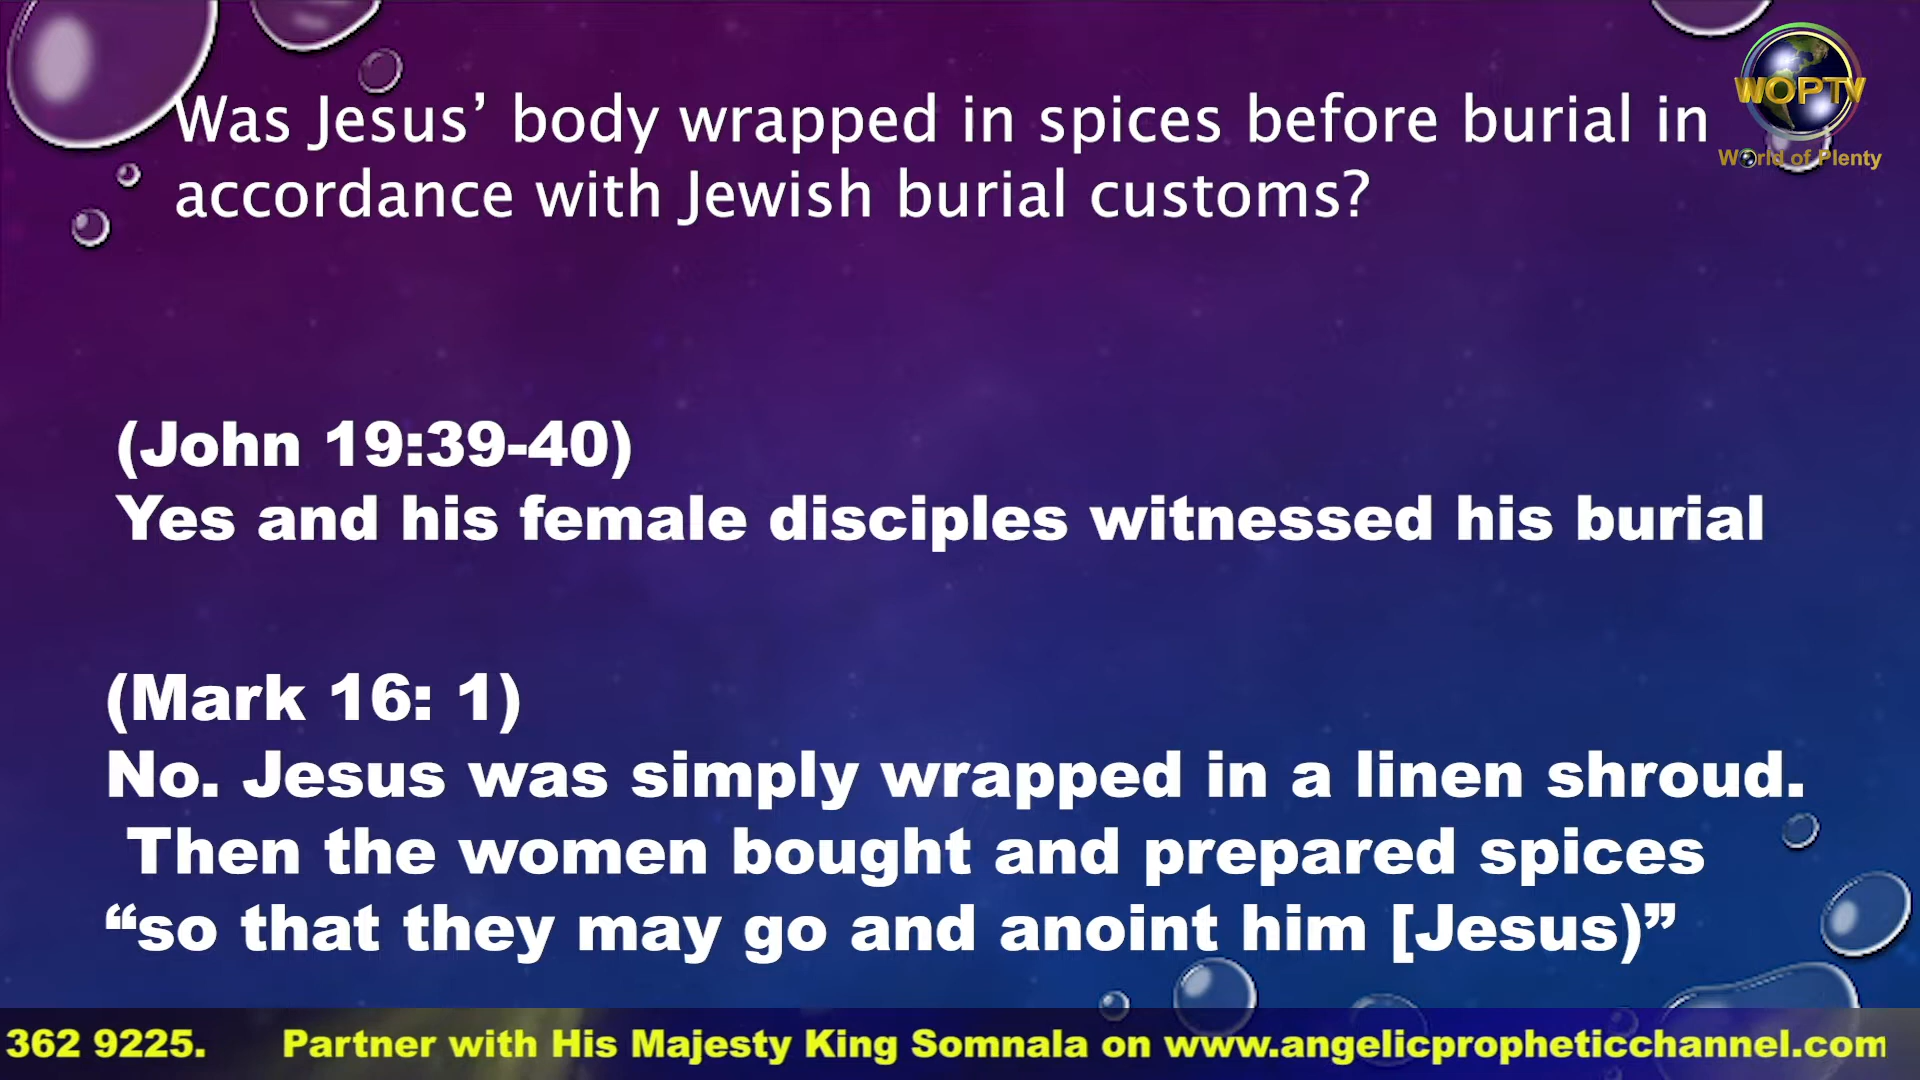 Was Jesus’ body wrapped in spices before burial in
accordance with Jewish burial customs?
WOPTV
World of Plenty
(John 19:39-40)
Yes and his female disciples witnessed his burial
(Mark 16: 1)
No. Jesus was simply wrapped in a linen shroud.
Then the women bought and prepared spices
“so that they may go and anoint him [Jesus)”
362 9225. Partner with His Majesty King Somnala on www.angelicpropheticchannel.com